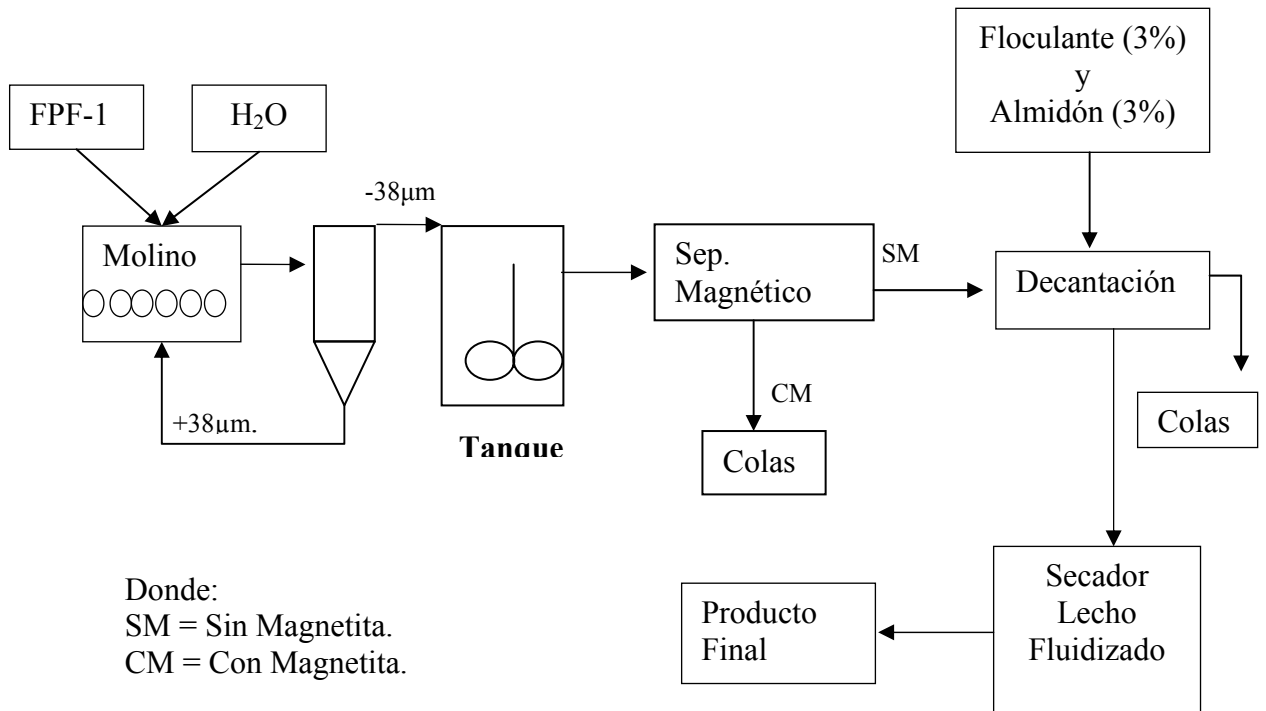 Floculante (3%)
y
Almidón (3%)
FPF-1
H₂O
-38μm
Molino
Sep.
Magnético
SM
Decantación
CM
+38μm.
Tanque
Colas
Colas
Donde:
SM = Sin Magnetita.
CM = Con Magnetita.
Producto
Final
Secador
Lecho
Fluidizado